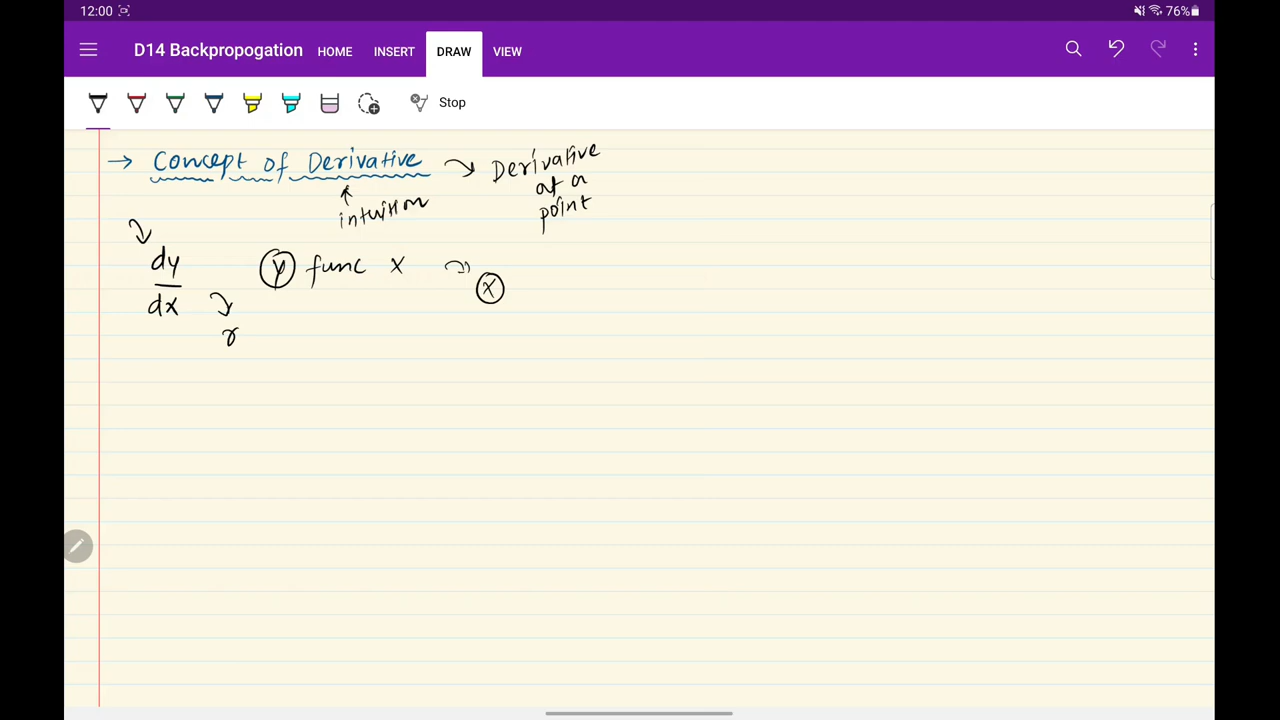 12:00 76%
D14 Backpropogation HOME INSERT DRAW VIEW
Stop
→ Concept of Derivative Derivative
at a
point
↑
intuition
dy
dx
y func x
x
r